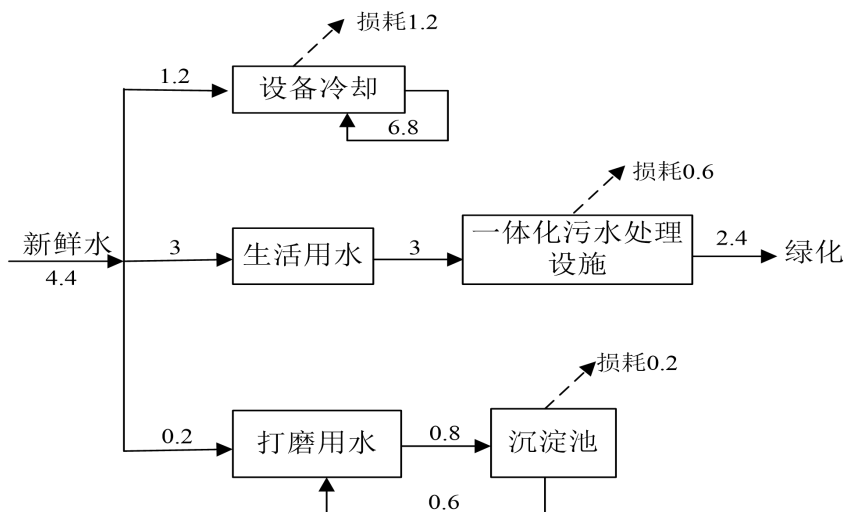 损耗1.2
1.2
设备冷却
6.8
损耗0.6
新鲜水
4.4
3
生活用水
3
一体化污水处理
设施
2.4
绿化
损耗0.2
0.2
打磨用水
0.8
沉淀池
0.6